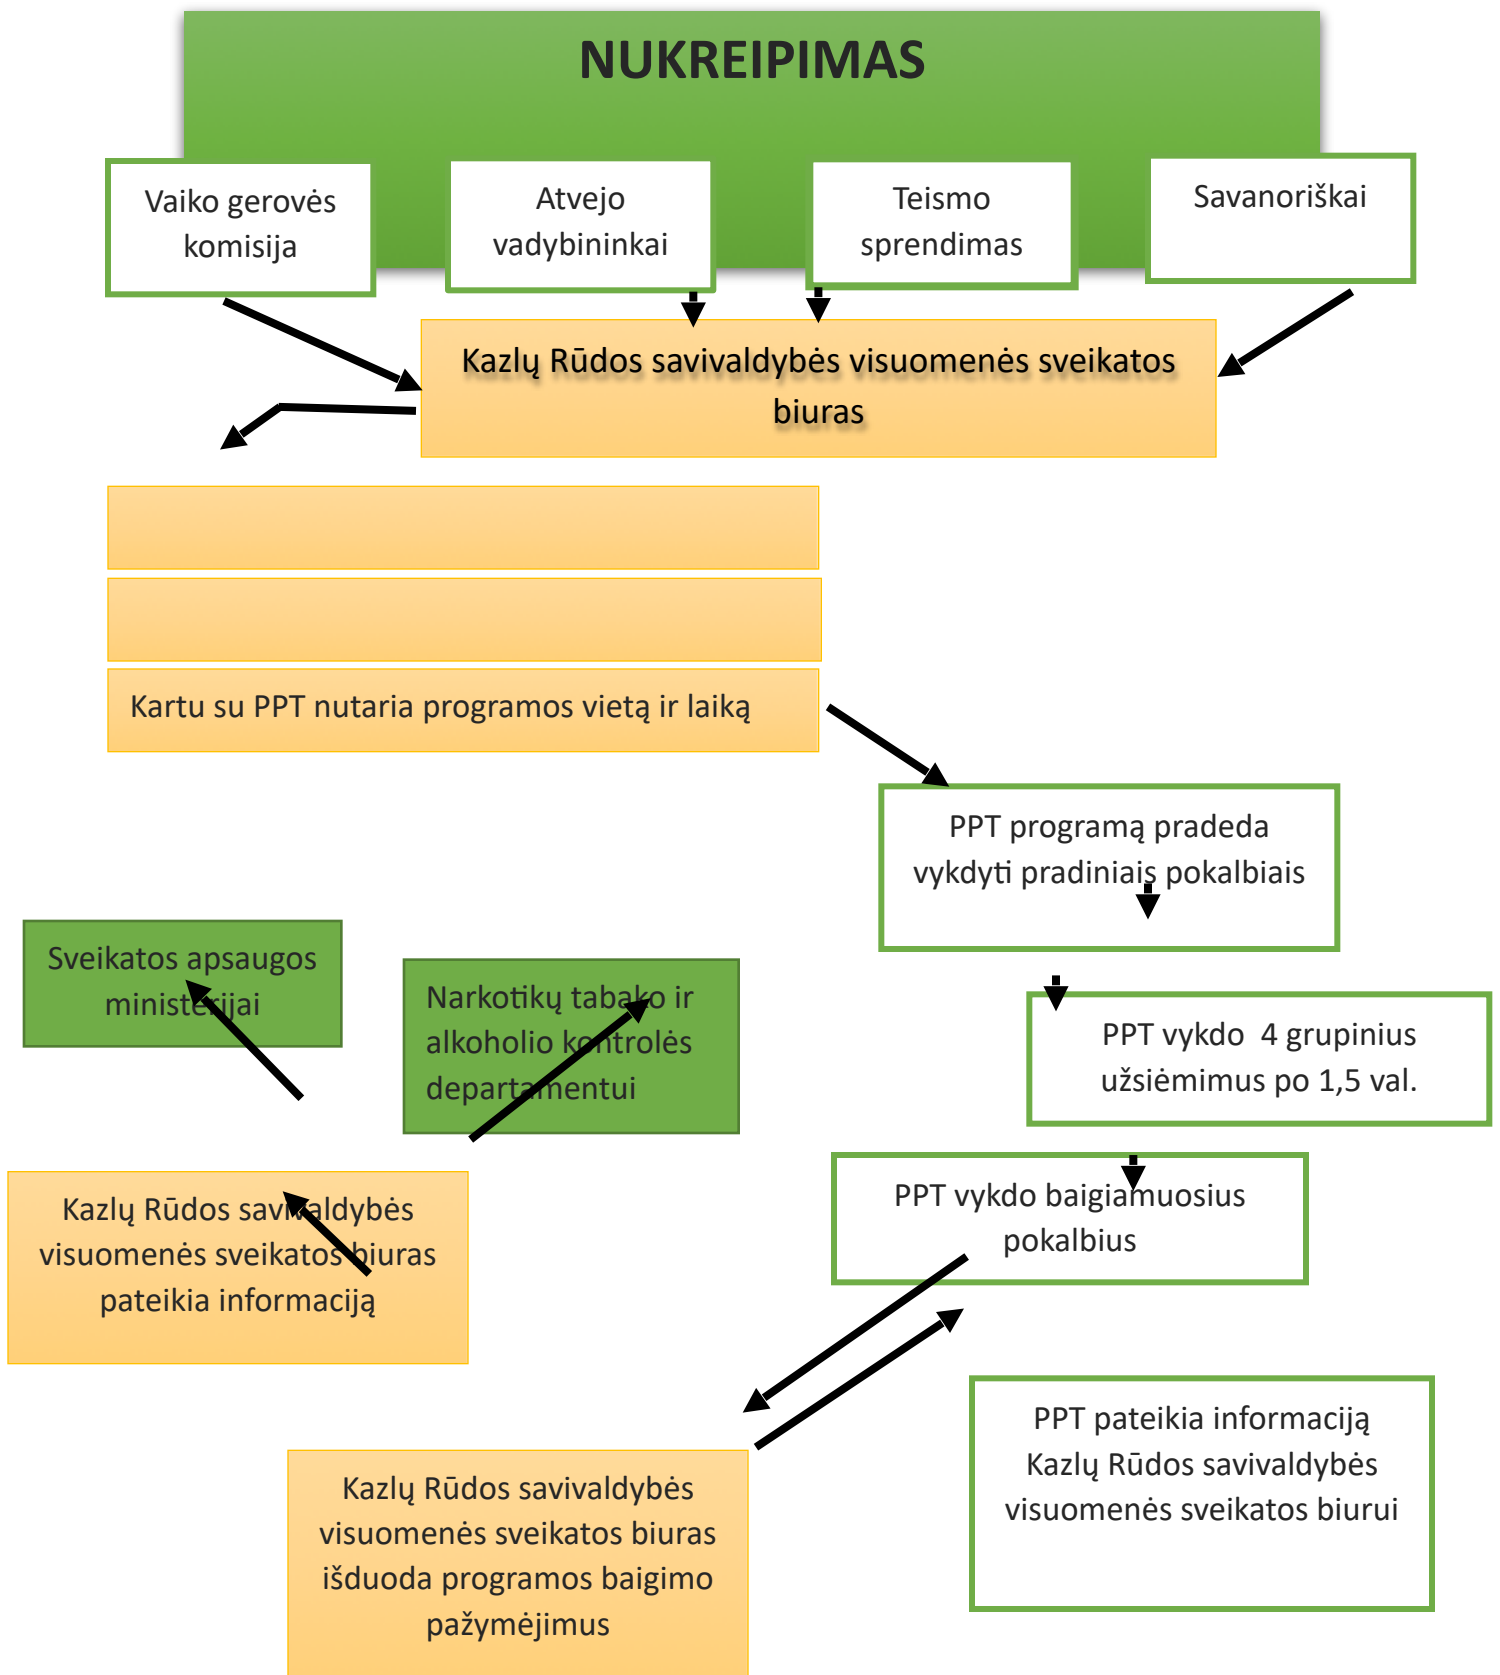 NUKREIPIMAS
Vaiko gerovės
komisija
Atvejo
vadybininkai
Teismo
sprendimas
Savanoriškai
Kazlų Rūdos savivaldybės visuomenės sveikatos
biuras
Kartu su PPT nutaria programos vietą ir laiką
PPT programą pradeda
vykdyti pradiniais pokalbiais
Sveikatos apsaugos
ministerijai
Narkotikų tabako ir
alkoholio kontrolės
departamentui
PPT vykdo 4 grupinius
užsiėmimus po 1,5 val.
PPT vykdo baigiamuosius
pokalbius
Kazlų Rūdos savivaldybės
visuomenės sveikatos biuras
pateikia informaciją
PPT pateikia informaciją
Kazlų Rūdos savivaldybės
visuomenės sveikatos biurui
Kazlų Rūdos savivaldybės
visuomenės sveikatos biuras
išduoda programos baigimo
pažymėjimus